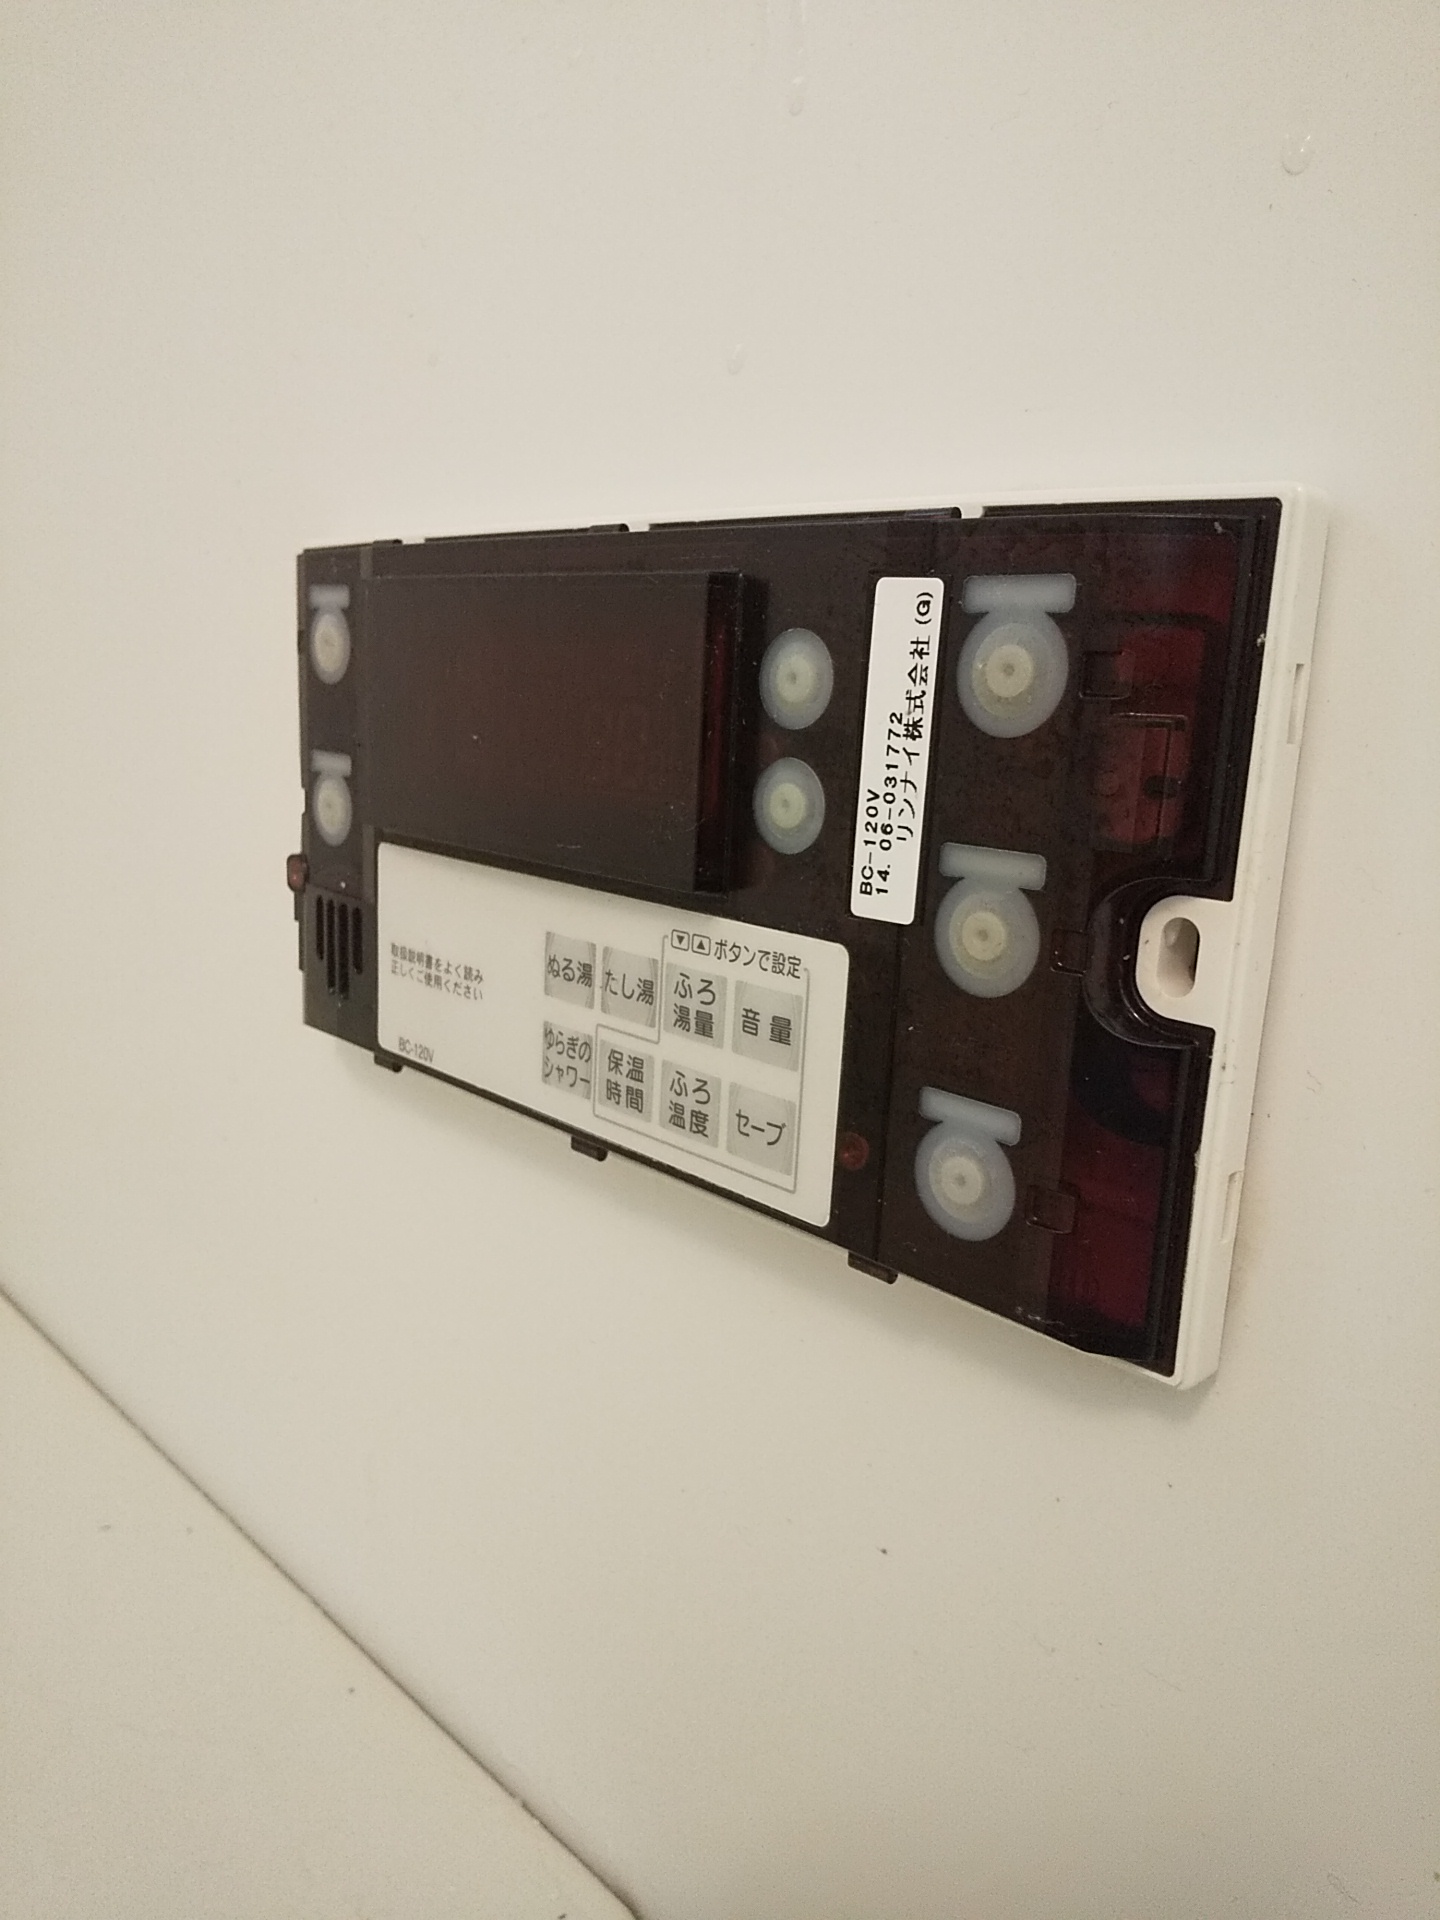 取扱説明書をよく読み
正しくご使用ください
BC-120V
ぬる湯
たし湯
▼▲ボタンで設定
ふろ
湯量
音量
ゆらぎの
シャワー
保温
時間
ふろ
温度
セーブ
BC-120V
14. 06-031772
リンナイ株式会社(G)